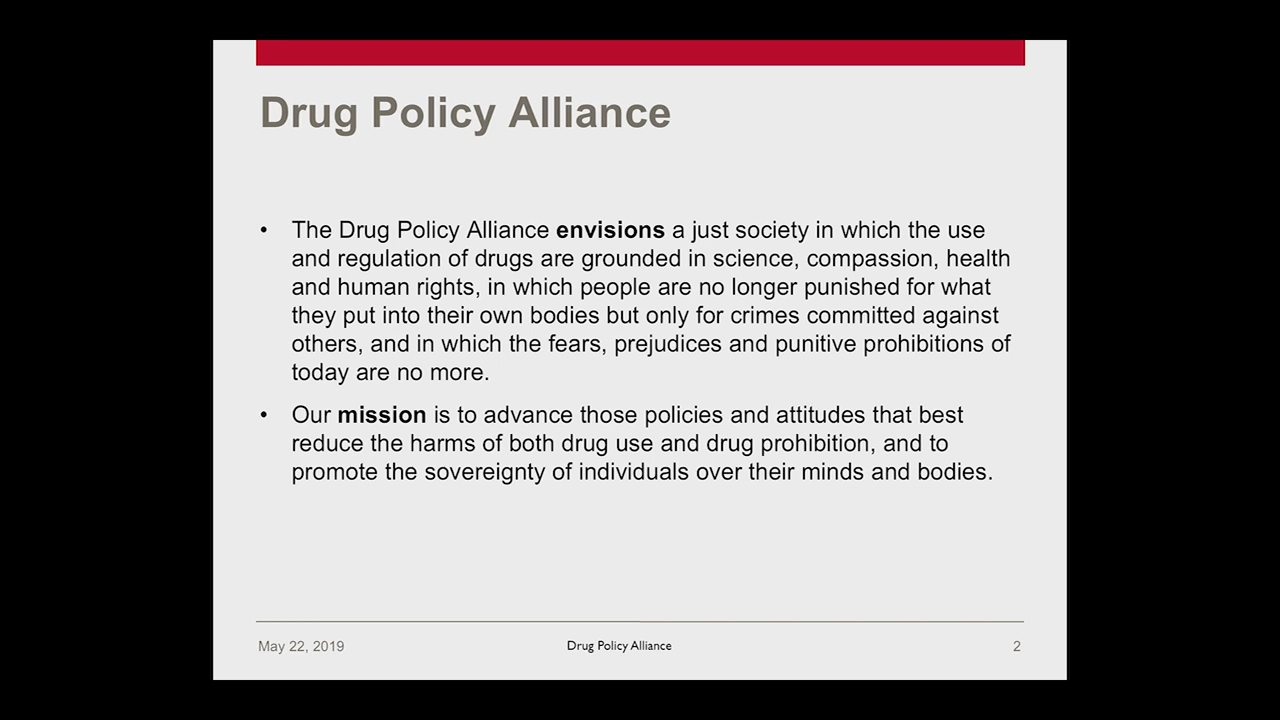 Drug Policy Alliance
• The Drug Policy Alliance envisions a just society in which the use
and regulation of drugs are grounded in science, compassion, health
and human rights, in which people are no longer punished for what
they put into their own bodies but only for crimes committed against
others, and in which the fears, prejudices and punitive prohibitions of
today are no more.
• Our mission is to advance those policies and attitudes that best
reduce the harms of both drug use and drug prohibition, and to
promote the sovereignty of individuals over their minds and bodies.
May 22, 2019
Drug Policy Alliance
2